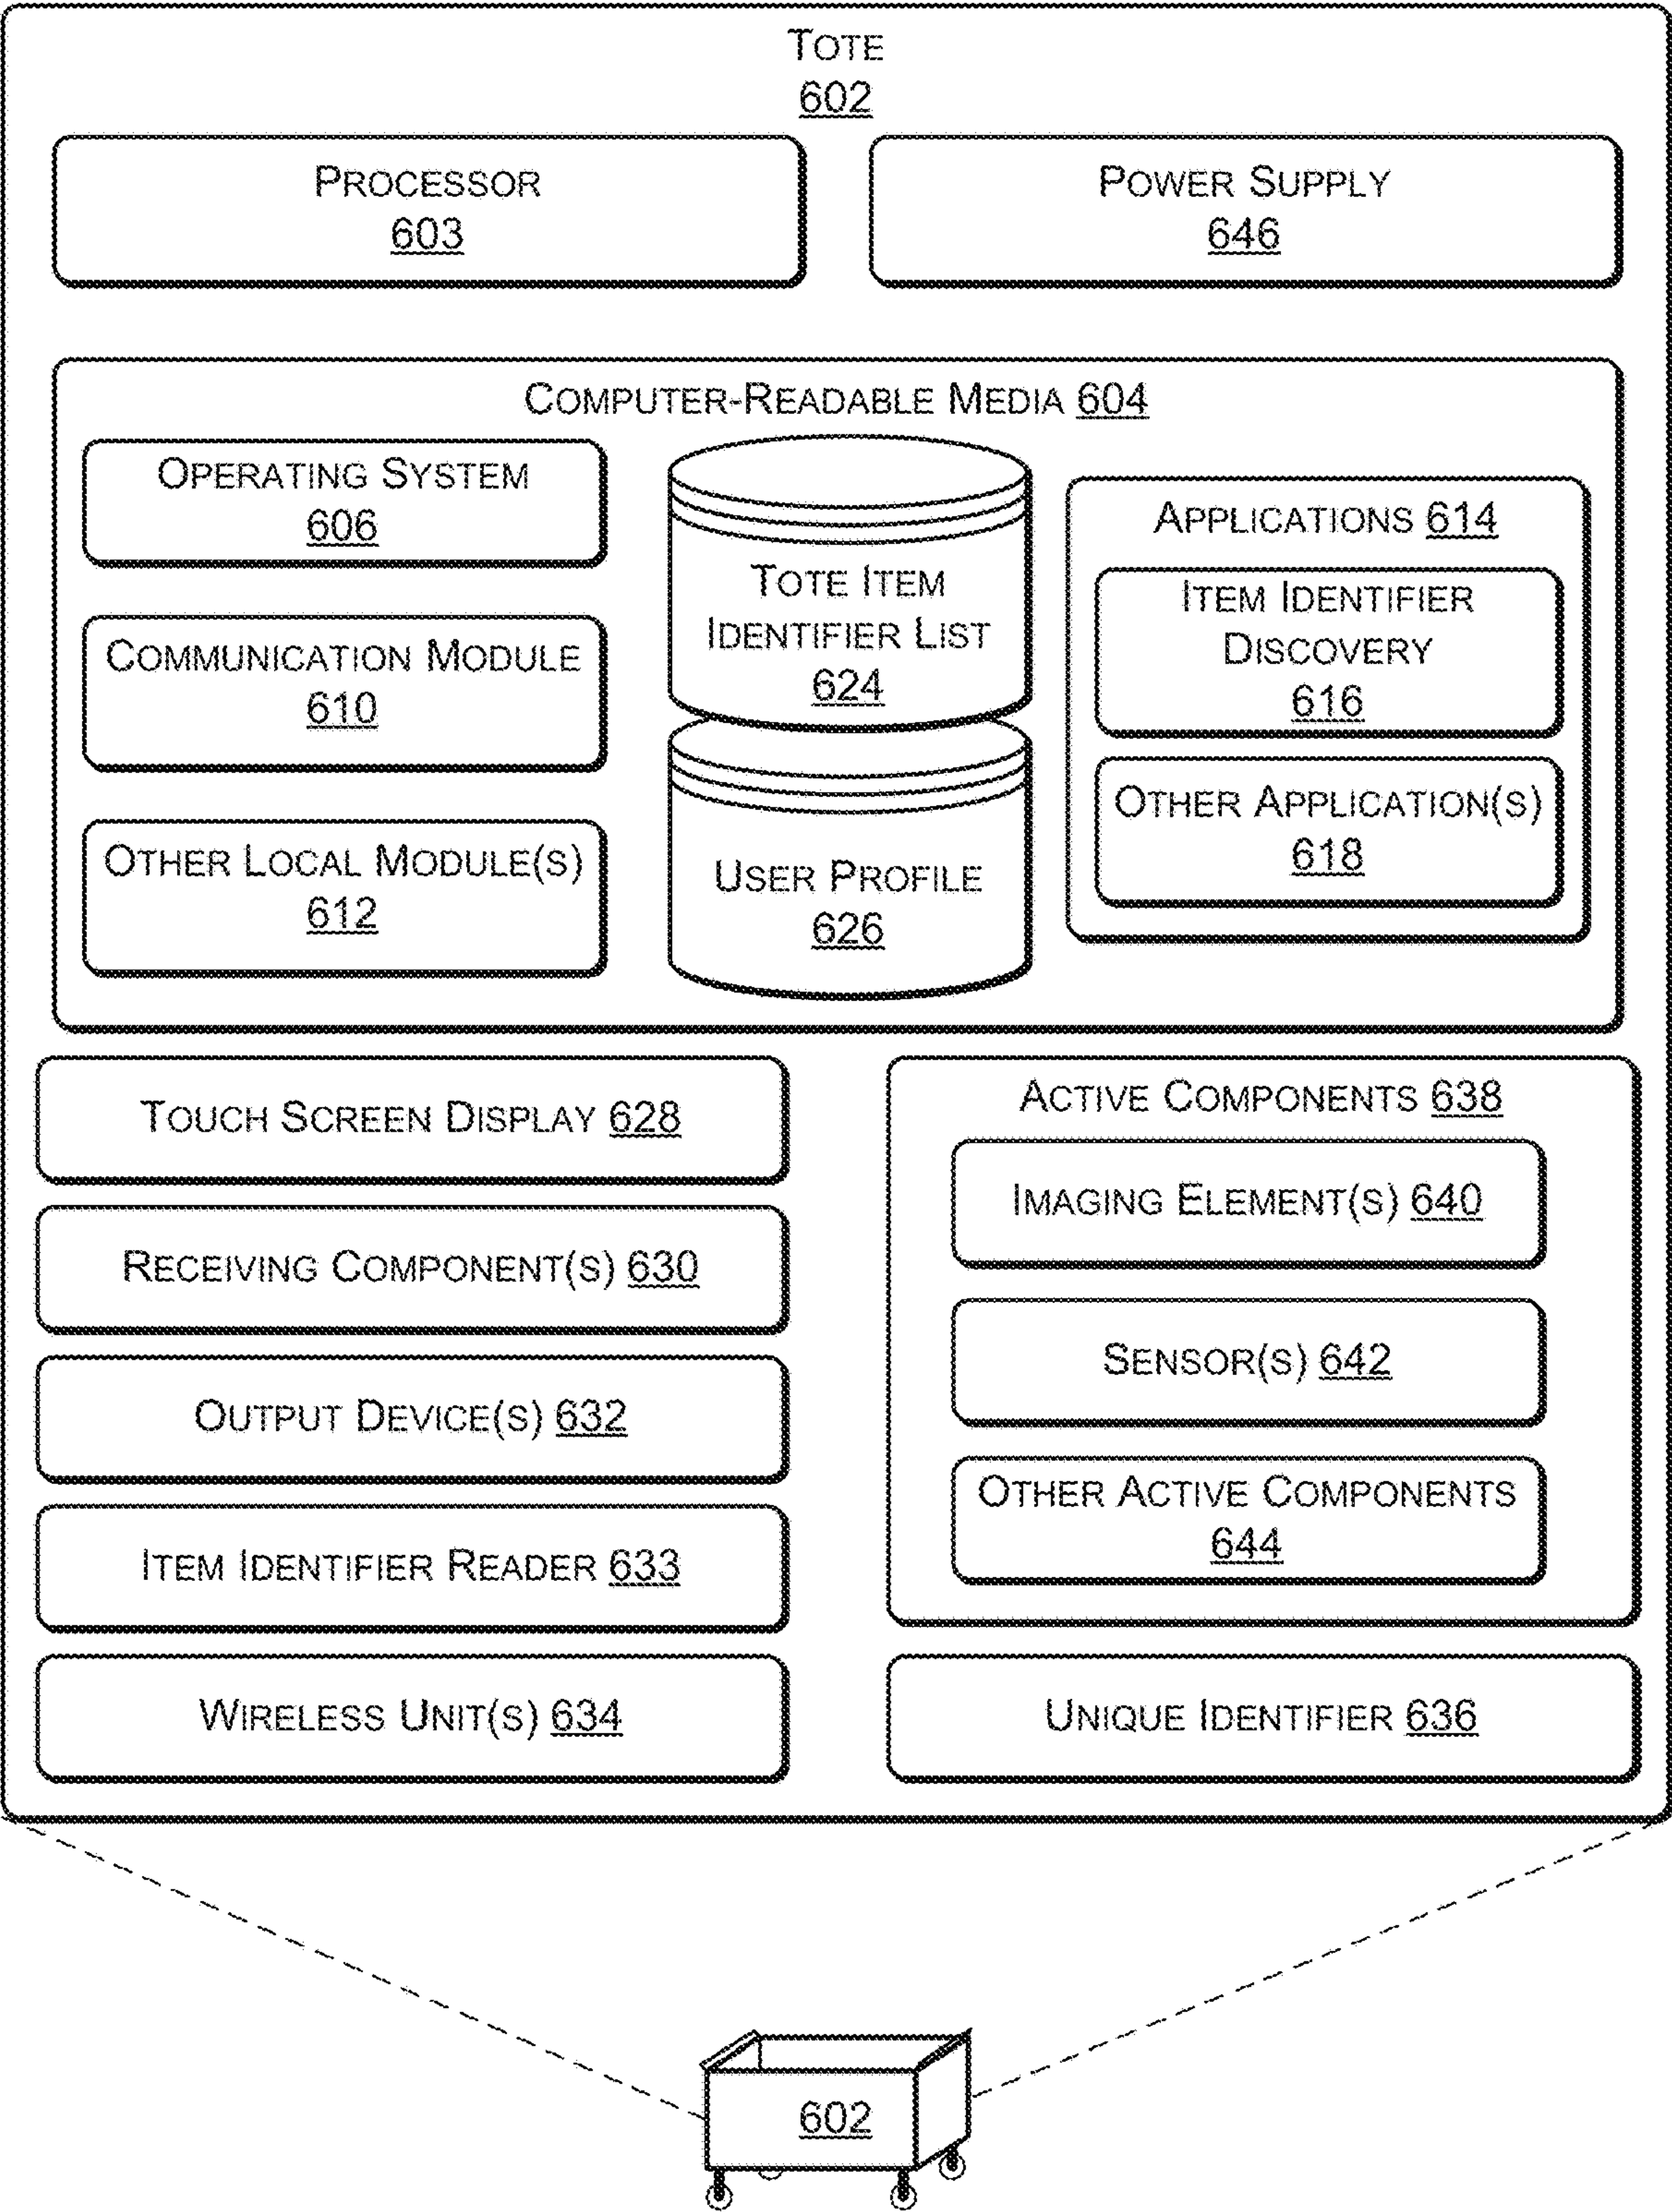 TOTE
602
PROCESSOR
603
POWER SUPPLY
646
COMPUTER-READABLE MEDIA 604
OPERATING SYSTEM
606
COMMUNICATION MODULE
610
OTHER LOCAL MODULE(S)
612
TOTE ITEM
IDENTIFIER LIST
624
USER PROFILE
626
APPLICATIONS 614
ITEM IDENTIFIER
DISCOVERY
616
OTHER APPLICATION(S)
618
TOUCH SCREEN DISPLAY 628
RECEIVING COMPONENT(S) 630
OUTPUT DEVICE(S) 632
ITEM IDENTIFIER READER 633
WIRELESS UNIT(S) 634
ACTIVE COMPONENTS 638
IMAGING ELEMENT(S) 640
SENSOR(S) 642
OTHER ACTIVE COMPONENTS
644
UNIQUE IDENTIFIER 636
602